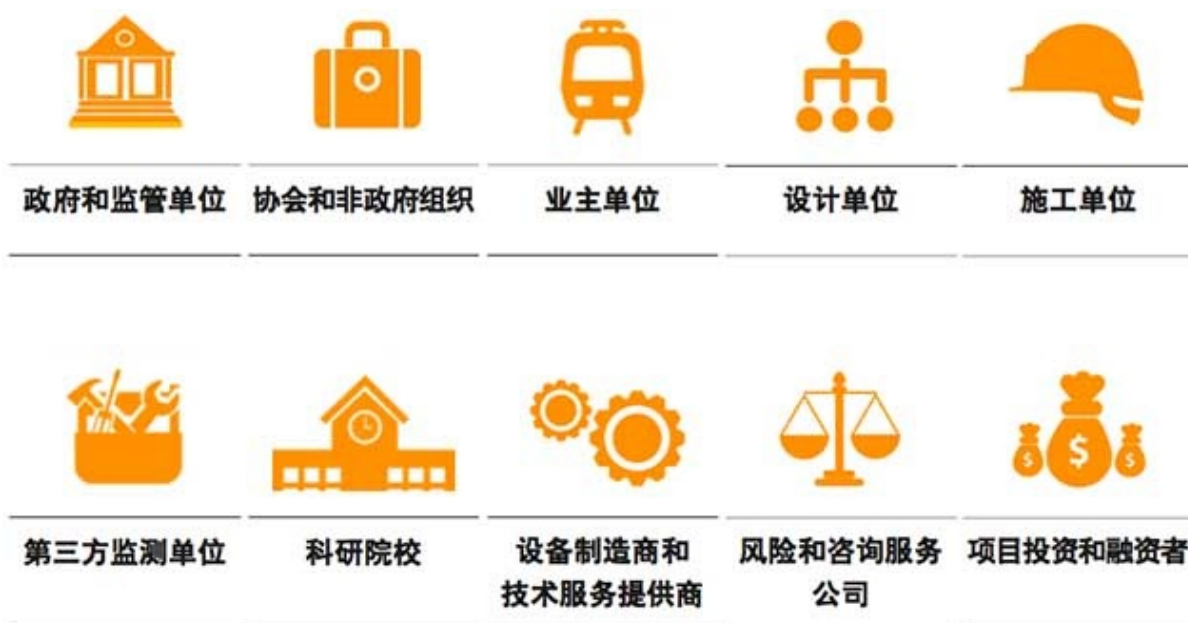 政府和监管单位
协会和非政府组织
业主单位
设计单位
施工单位
$
$
$
第三方监测单位
科研院校
设备制造商和
技术服务提供商
风险和咨询服务
公司
项目投资和融资者